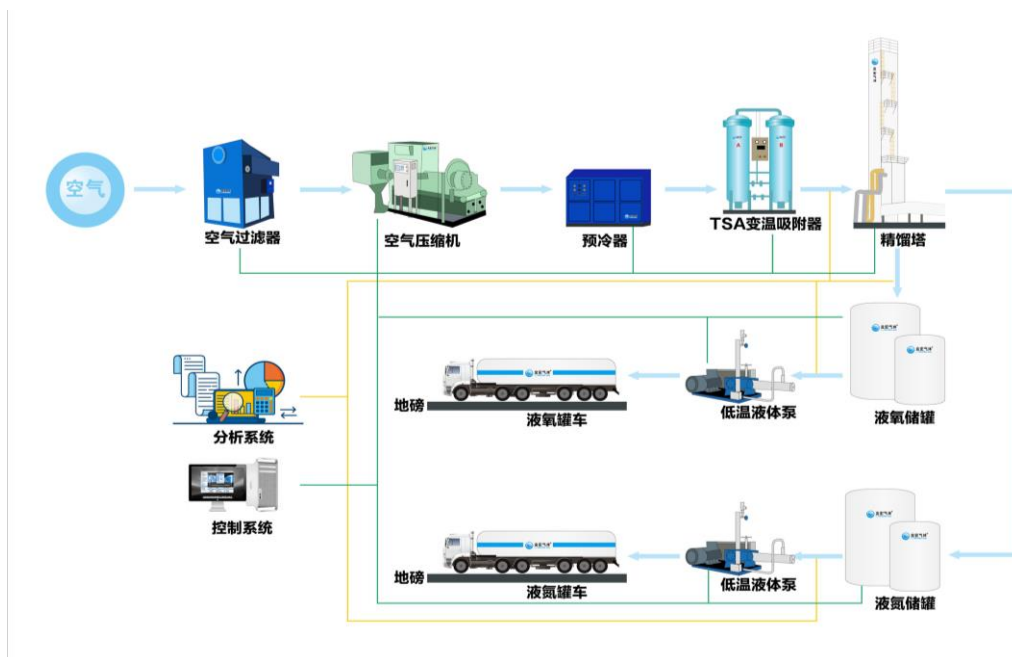 空气
空气过滤器
空气压缩机
预冷器
A
B
TSA变温吸附器
精馏塔
分析系统
地磅
液氧罐车
低温液体泵
液氧储罐
控制系统
地磅
液氮罐车
低温液体泵
液氮储罐